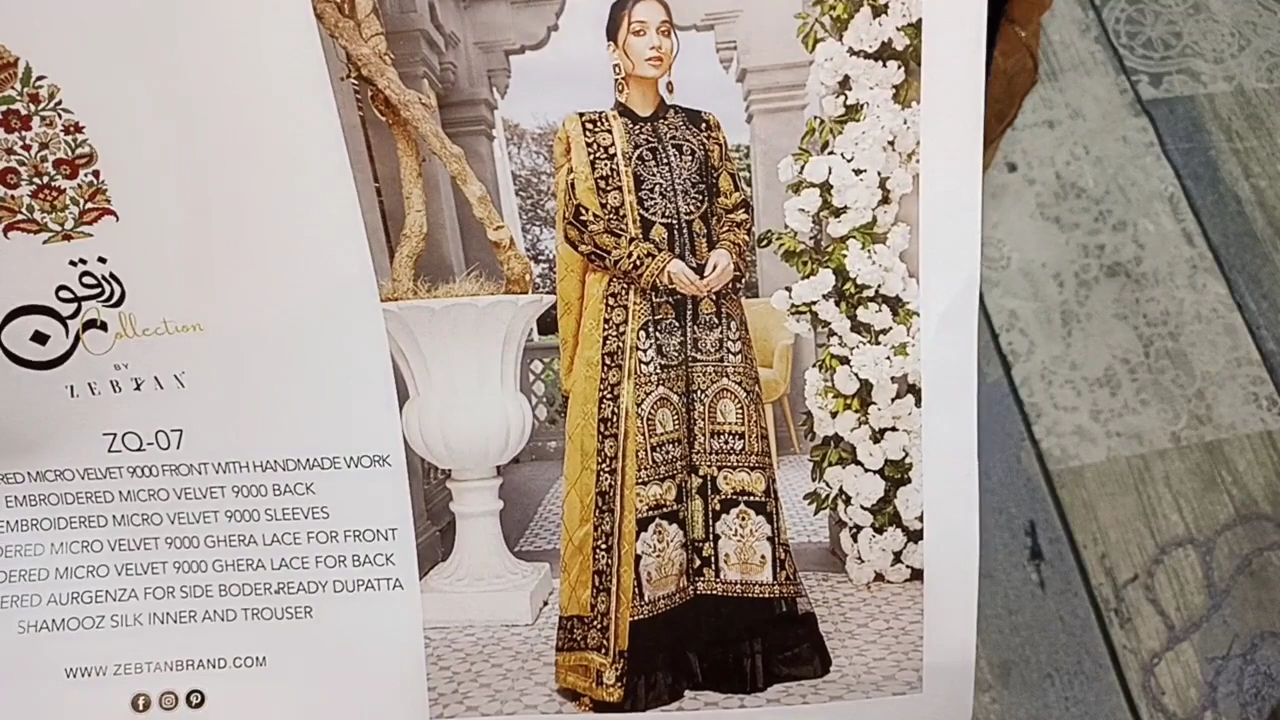 زرقون
Collection
BY
ZEBTAN
ZQ-07
RED MICRO VELVET 9000 FRONT WITH HANDMADE WORK
EMBROIDERED MICRO VELVET 9000 BACK
EMBROIDERED MICRO VELVET 9000 SLEEVES
DERED MICRO VELVET 9000 GHERA LACE FOR FRONT
DERED MICRO VELVET 9000 GHERA LACE FOR BACK
ERED AURGENZA FOR SIDE BODER.READY DUPATTA
SHAMOOZ SILK INNER AND TROUSER
WWW ZEBTANBRAND.COM